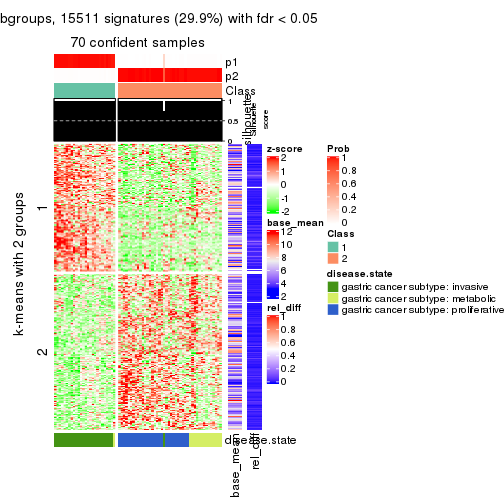 bgroups, 15511 signatures (29.9%) with fdr < 0.05
70 confident samples
p1
p2
Class
1
0.5
0
silhouette
score
z-score
2
1
0
-1
-2
base_mean
12
10
8
6
4
2
rel_diff
1
0.8
0.6
0.4
0.2
0
Prob
1
0.8
0.6
0.4
0.2
0
Class
1
2
disease.state
gastric cancer subtype: invasive
gastric cancer subtype: metabolic
gastric cancer subtype: proliferative
k-means with 2 groups
1
2
disease.state
base_mean
rel_diff